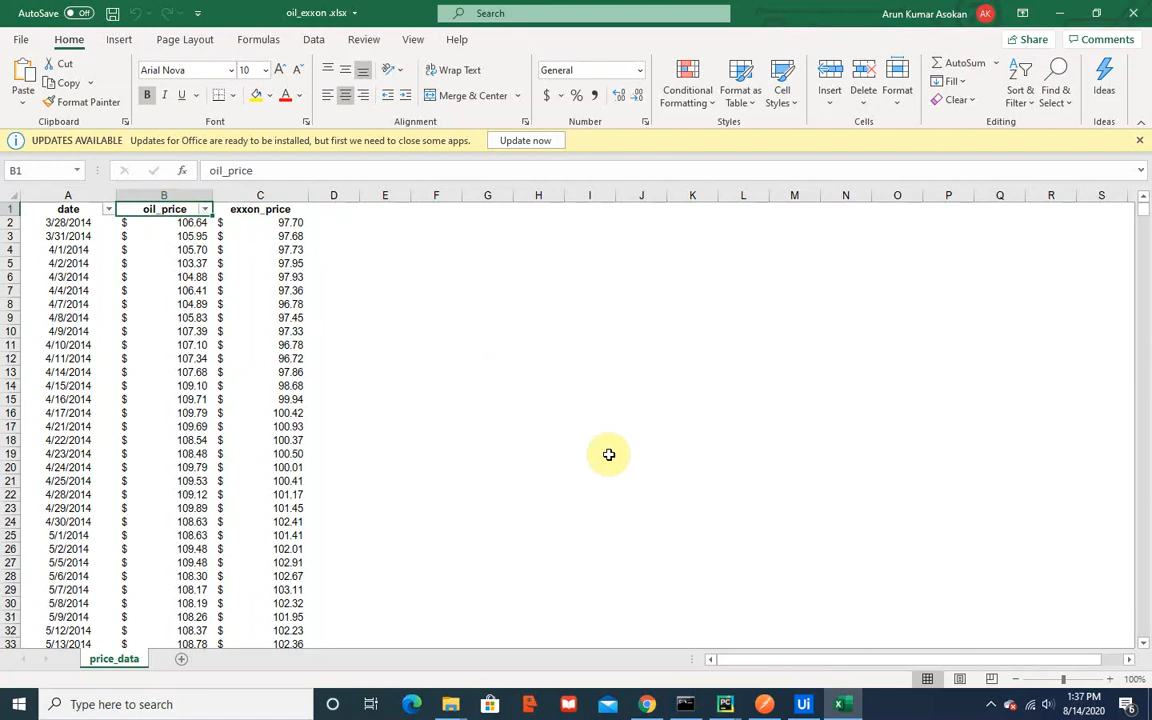 AutoSave Off oil_exxon .xlsx Search Arun Kumar Asokan AK
File Home Insert Page Layout Formulas Data Review View Help Share Comments
Paste Cut Copy Format Painter Clipboard
Arial Nova 10 A A B I U A Font
Wrap Text Merge & Center Alignment
General $ % , Number
Conditional Formatting Format as Table Cell Styles Styles
Insert Delete Format Cells
AutoSum Fill Clear Sort & Filter Find & Select Editing
Ideas Ideas
UPDATES AVAILABLE Updates for Office are ready to be installed, but first we need to close some apps. Update now
B1 fx oil_price
A B C D E F G H I J K L M N O P Q R S
1 date oil_price exxon_price
2 3/28/2014 $ 106.64 $ 97.70
3 3/31/2014 $ 105.95 $ 97.68
4 4/1/2014 $ 105.70 $ 97.73
5 4/2/2014 $ 103.37 $ 97.95
6 4/3/2014 $ 104.88 $ 97.93
7 4/4/2014 $ 106.41 $ 97.36
8 4/7/2014 $ 104.89 $ 96.78
9 4/8/2014 $ 105.83 $ 97.45
10 4/9/2014 $ 107.39 $ 97.33
11 4/10/2014 $ 107.10 $ 96.78
12 4/11/2014 $ 107.34 $ 96.72
13 4/14/2014 $ 107.68 $ 97.86
14 4/15/2014 $ 109.10 $ 98.68
15 4/16/2014 $ 109.71 $ 99.94
16 4/17/2014 $ 109.79 $ 100.42
17 4/21/2014 $ 109.69 $ 100.93
18 4/22/2014 $ 108.54 $ 100.37
19 4/23/2014 $ 108.48 $ 100.50
20 4/24/2014 $ 109.79 $ 100.01
21 4/25/2014 $ 109.53 $ 100.41
22 4/28/2014 $ 109.12 $ 101.17
23 4/29/2014 $ 109.89 $ 101.45
24 4/30/2014 $ 108.63 $ 102.41
25 5/1/2014 $ 108.63 $ 101.41
26 5/2/2014 $ 109.48 $ 102.01
27 5/5/2014 $ 109.48 $ 102.91
28 5/6/2014 $ 108.30 $ 102.67
29 5/7/2014 $ 108.17 $ 103.11
30 5/8/2014 $ 108.19 $ 102.32
31 5/9/2014 $ 108.26 $ 101.95
32 5/12/2014 $ 108.37 $ 102.23
33 5/13/2014 $ 108.78 $ 102.36
price_data
100%
Type here to search Ui 1:37 PM
8/14/2020 6